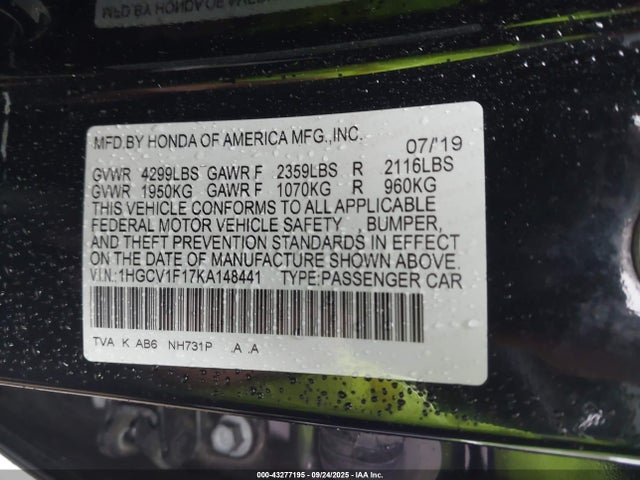 MFD.BY HONDA OF AMERICA MFG.,INC. 07/'19
GVWR 4299LBS GAWR F 2359LBS R 2116LBS
GVWR 1950KG GAWR F 1070KG R 960KG
THIS VEHICLE CONFORMS TO ALL APPLICABLE
FEDERAL MOTOR VEHICLE SAFETY , BUMPER,
AND THEFT PREVENTION STANDARDS IN EFFECT
ON THE DATE OF MANUFACTURE SHOWN ABOVE.
V.I.N.:1HGCV1F17KA148441 TYPE:PASSENGER CAR
TVA K AB6 NH731P .A .A
000-43277195 - 09/24/2025 - IAA Inc.